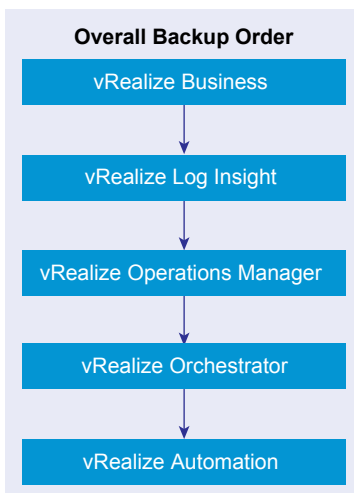 Overall Backup Order
vRealize Business
vRealize Log Insight
vRealize Operations Manager
vRealize Orchestrator
vRealize Automation